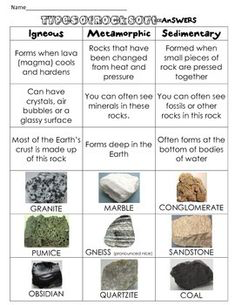 Name
TYPES OF ROCK SORT-ANSWERS
Igneous
Metamorphic
Sedimentary
Forms when lava
(magma) cools
and hardens
Rocks that have
been changed
from heat and
pressure
Formed when
small pieces of
rock are pressed
together
Can have
crystals, air
bubbles or a
glassy surface
You can often see
minerals in these
rocks.
You can often see
fossils or other
rocks in this rock
Most of the Earth's
crust is made up
of this rock
Forms deep in the
Earth
Often forms at the
bottom of bodies
of water
GRANITE
MARBLE
CONGLOMERATE
PUMICE
GNEISS (pronounced nice)
SANDSTONE
OBSIDIAN
QUARTZITE
COAL